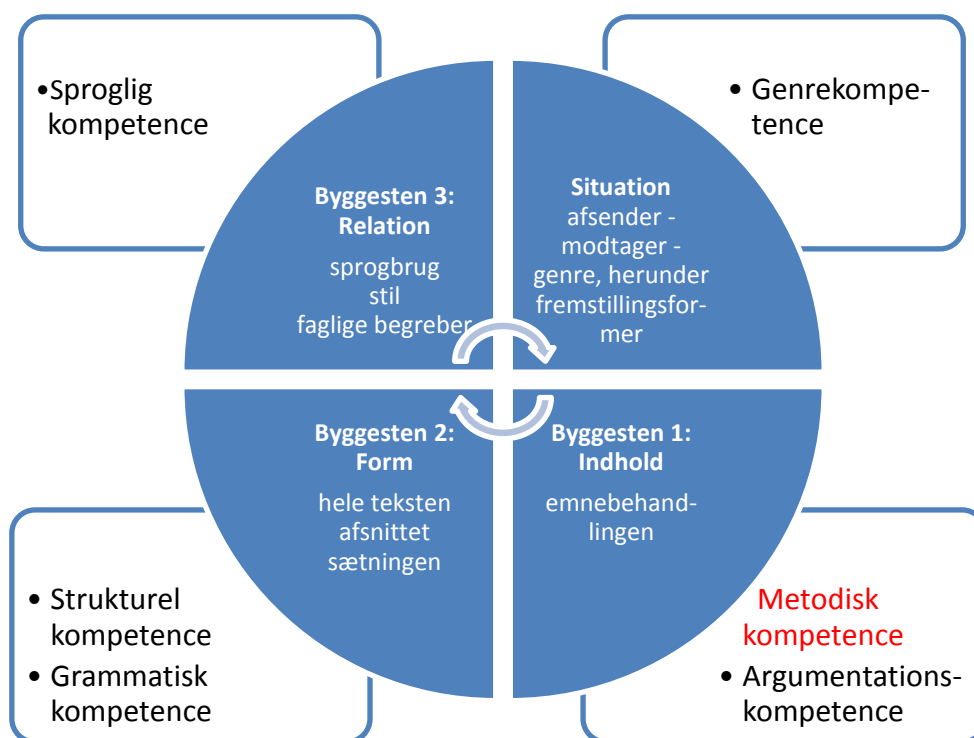 •Sproglig
kompetence
• Genrekompe-
tence
Byggesten 3:
Relation
sprogbrug
stil
faglige begreber
Situation
afsender -
modtager -
genre, herunder
fremstillingsfor-
mer
Byggesten 2:
Form
hele teksten
afsnittet
sætningen
Byggesten 1:
Indhold
emnebehand-
lingen
• Strukturel
kompetence
• Grammatisk
kompetence
Metodisk
kompetence
• Argumentations-
kompetence